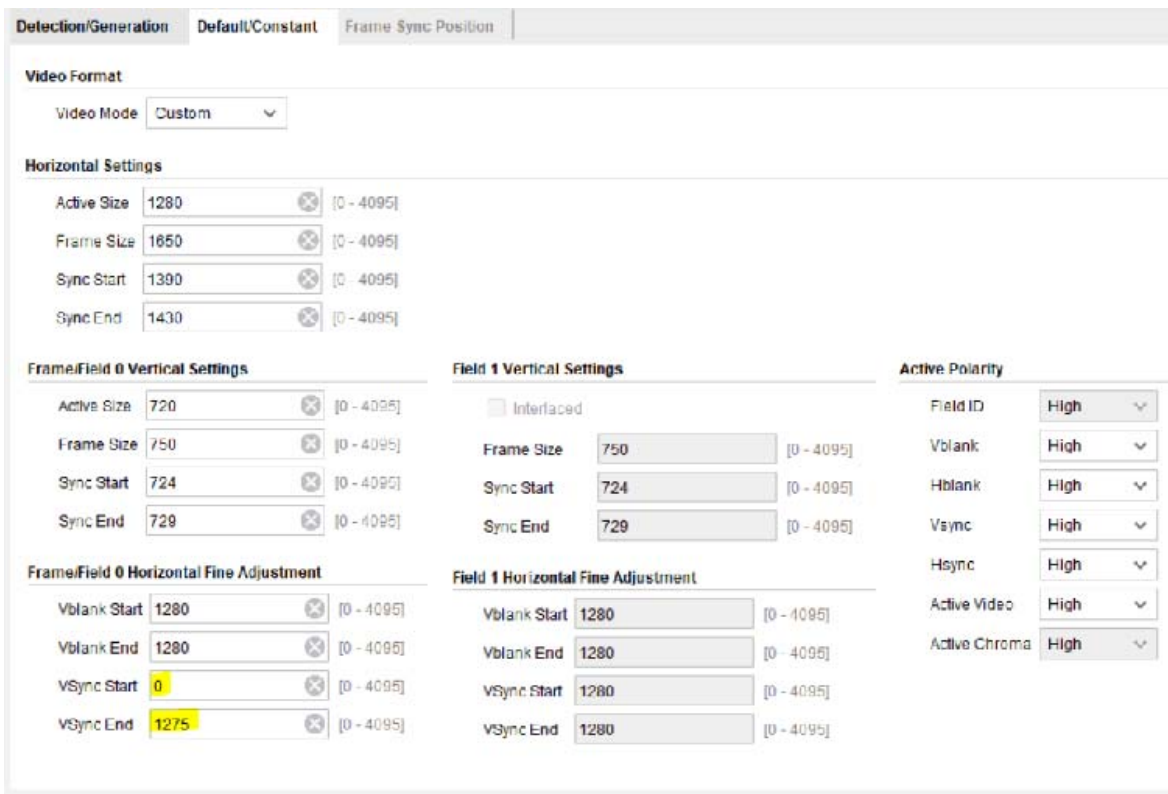 Detection/Generation Default/Constant Frame Sync Position
Video Format
Video Mode Custom
Horizontal Settings
Active Size 1280 [0 - 4095]
Frame Size 1650 [0 - 4095]
Sync Start 1390 [0 - 4095]
Sync End 1430 [0 - 4095]
Frame/Field 0 Vertical Settings
Active Size 720 [0 - 4095]
Frame Size 750 [0 - 4095]
Sync Start 724 [0 - 4095]
Sync End 729 [0 - 4095]
Field 1 Vertical Settings
Interlaced
Frame Size 750 [0 - 4095]
Sync Start 724 [0 - 4095]
Sync End 729 [0 - 4095]
Active Polarity
Field ID High
Vblank High
Hblank High
Vsync High
Hsync High
Active Video High
Active Chroma High
Frame/Field 0 Horizontal Fine Adjustment
Vblank Start 1280 [0 - 4095]
Vblank End 1280 [0 - 4095]
VSync Start 0 [0 - 4095]
VSync End 1275 [0 - 4095]
Field 1 Horizontal Fine Adjustment
Vblank Start 1280 [0 - 4095]
Vblank End 1280 [0 - 4095]
VSync Start 1280 [0 - 4095]
VSync End 1280 [0 - 4095]